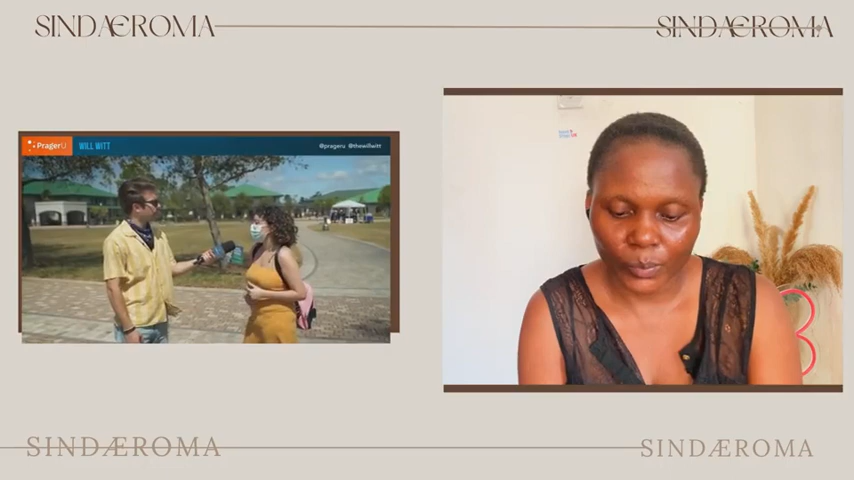 SINDÆROMA
SINDÆROMA
PragerU
WILL WITT
@prageru @thewillwitt
SINDÆROMA
SINDÆROMA